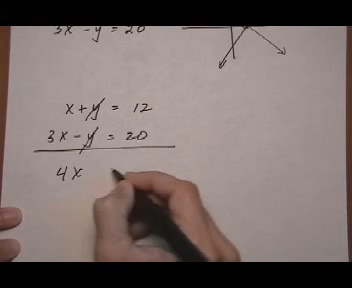 3x - y = 20
x + y = 12
3x - y = 20
4x